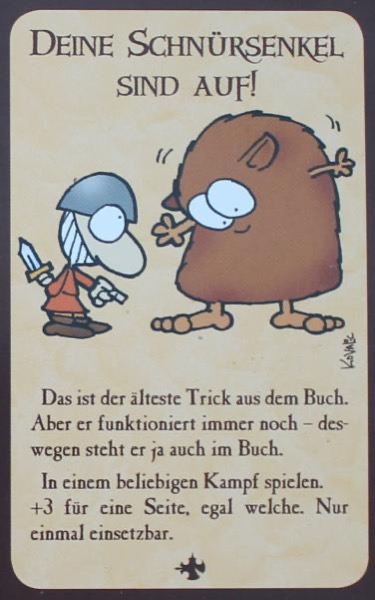 Deine Schnürsenkel
sind auf!
Kovalic
Das ist der älteste Trick aus dem Buch.
Aber er funktioniert immer noch – des-
wegen steht er ja auch im Buch.
In einem beliebigen Kampf spielen.
+3 für eine Seite, egal welche. Nur
einmal einsetzbar.